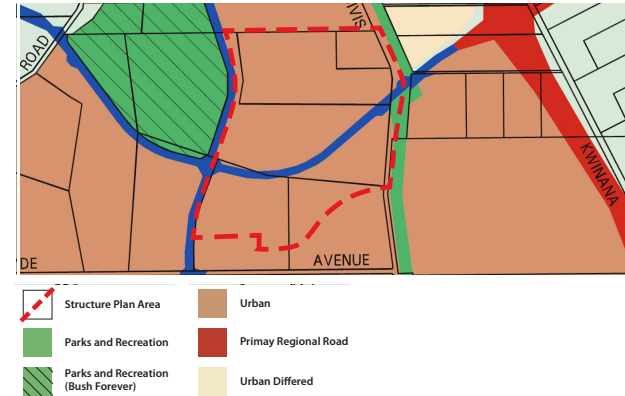 ROAD
IVIS
KWINANA
DE
AVENUE
Structure Plan Area
Urban
Parks and Recreation
Primay Regional Road
Parks and Recreation
(Bush Forever)
Urban Differed